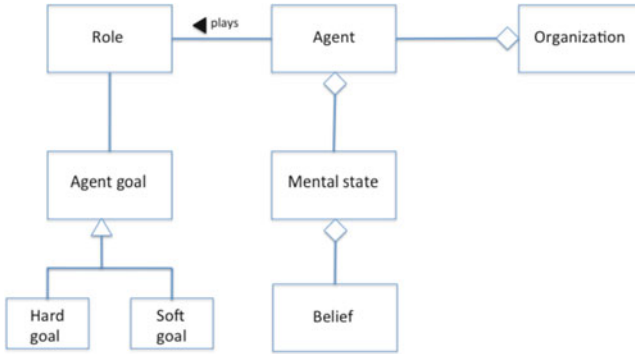 Role
plays
Agent
Organization
Agent goal
Mental state
Hard
goal
Soft
goal
Belief